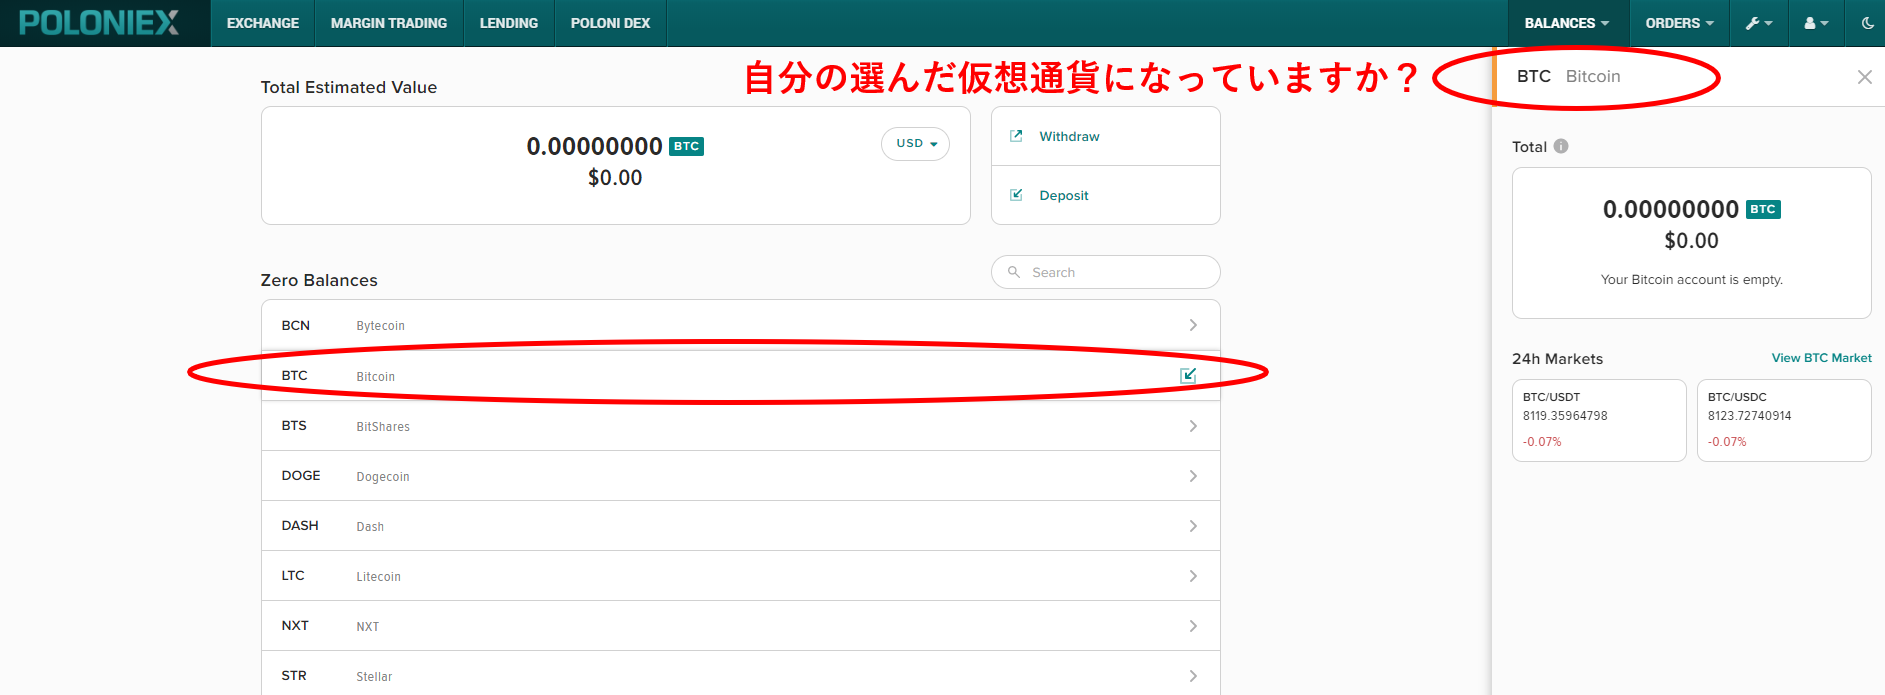 POLONIEX
EXCHANGE
MARGIN TRADING
LENDING
POLONI DEX
BALANCES
ORDERS
自分の選んだ仮想通貨になっていますか？
Total Estimated Value
0.00000000 BTC
$0.00
USD
Withdraw
Deposit
Zero Balances
Search
BCN Bytecoin
BTC Bitcoin
BTS BitShares
DOGE Dogecoin
DASH Dash
LTC Litecoin
NXT NXT
STR Stellar
BTC Bitcoin
Total
0.00000000 BTC
$0.00
Your Bitcoin account is empty.
24h Markets
View BTC Market
BTC/USDT
8119.35964798
-0.07%
BTC/USDC
8123.72740914
-0.07%